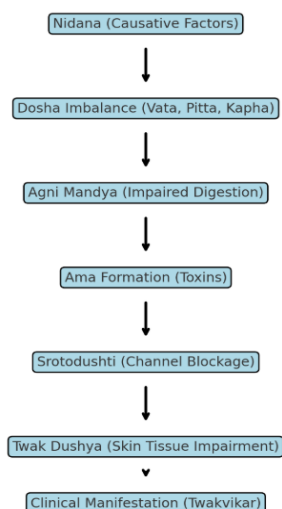 Nidana (Causative Factors)
Dosha Imbalance (Vata, Pitta, Kapha)
Agni Mandya (Impaired Digestion)
Ama Formation (Toxins)
Srotodushti (Channel Blockage)
Twak Dushya (Skin Tissue Impairment)
Clinical Manifestation (Twakvikar)